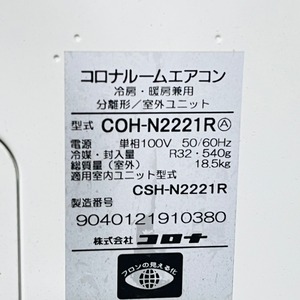 コロナルームエアコン
冷房・暖房兼用
分離形／室外ユニット
型式 COH-N2221RⒶ
電源 単相100V 50/60Hz
冷媒・封入量 R32・540g
総質量(室外) 18.5kg
適用室内ユニット型式
CSH-N2221R
製造番号
9040121910380
株式会社 コロナ
フロンの見える化